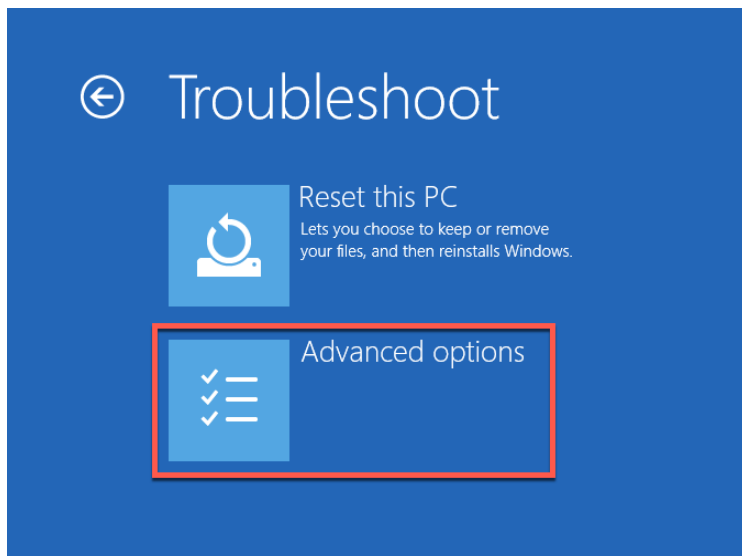 Troubleshoot
Reset this PC
Lets you choose to keep or remove
your files, and then reinstalls Windows.
Advanced options